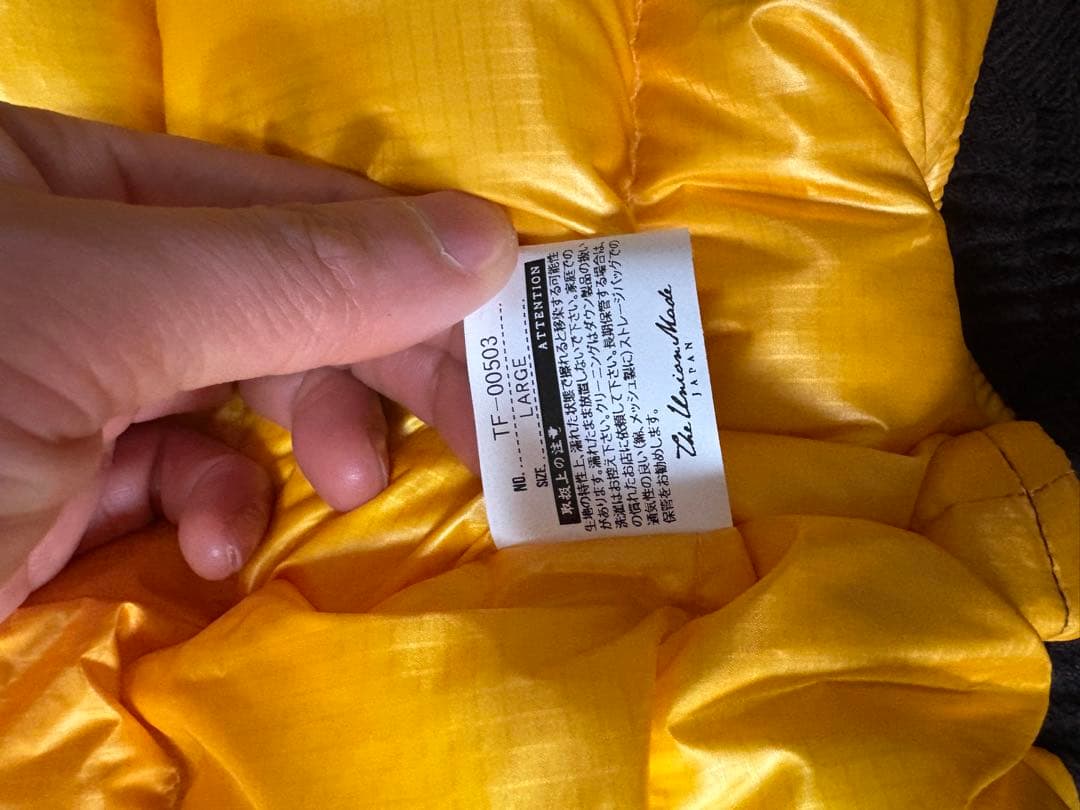 NO. TF-00503
SIZE LARGE
取扱上の注意 ATTENTION
生地の特性上、濡れた状態で擦れると移染する可能性
があります。濡れたまま放置しないで下さい。家庭での
洗濯はお控え下さい。クリーニングはダウン製品の扱い
の慣れたお店に依頼して下さい。長期保管する場合は、
通気性の良い（綿、メッシュ製に）ストレージバッグでの
保管をお勧めします。
The Union Made
JAPAN